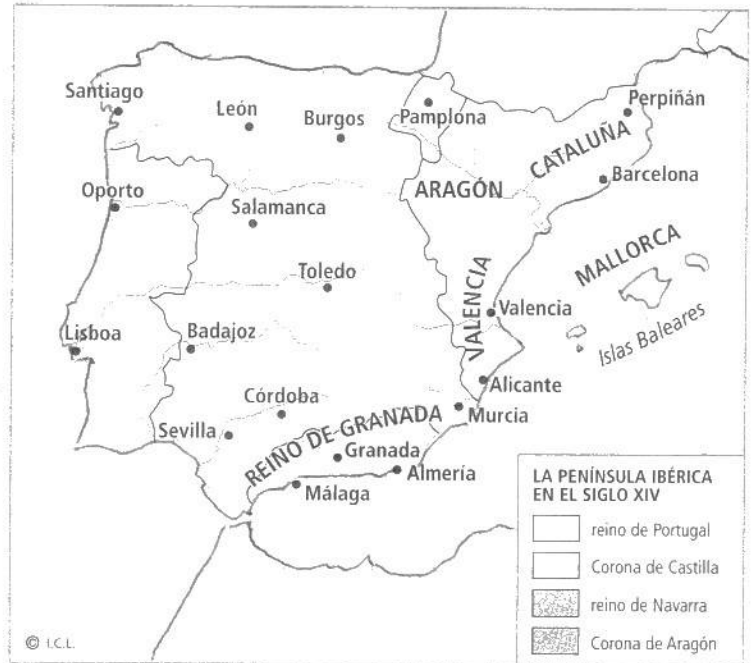 Santiago
León
Burgos
Pamplona
Perpiñán
CATALUÑA
Oporto
ARAGÓN
Barcelona
Salamanca
MALLORCA
Toledo
VALENCIA
Valencia
Islas Baleares
Lisboa
Badajoz
Alicante
Córdoba
Murcia
Sevilla
REINO DE GRANADA
Granada
Almería
Málaga
LA PENÍNSULA IBÉRICA
EN EL SIGLO XIV
reino de Portugal
Corona de Castilla
reino de Navarra
Corona de Aragón
© I.C.L.